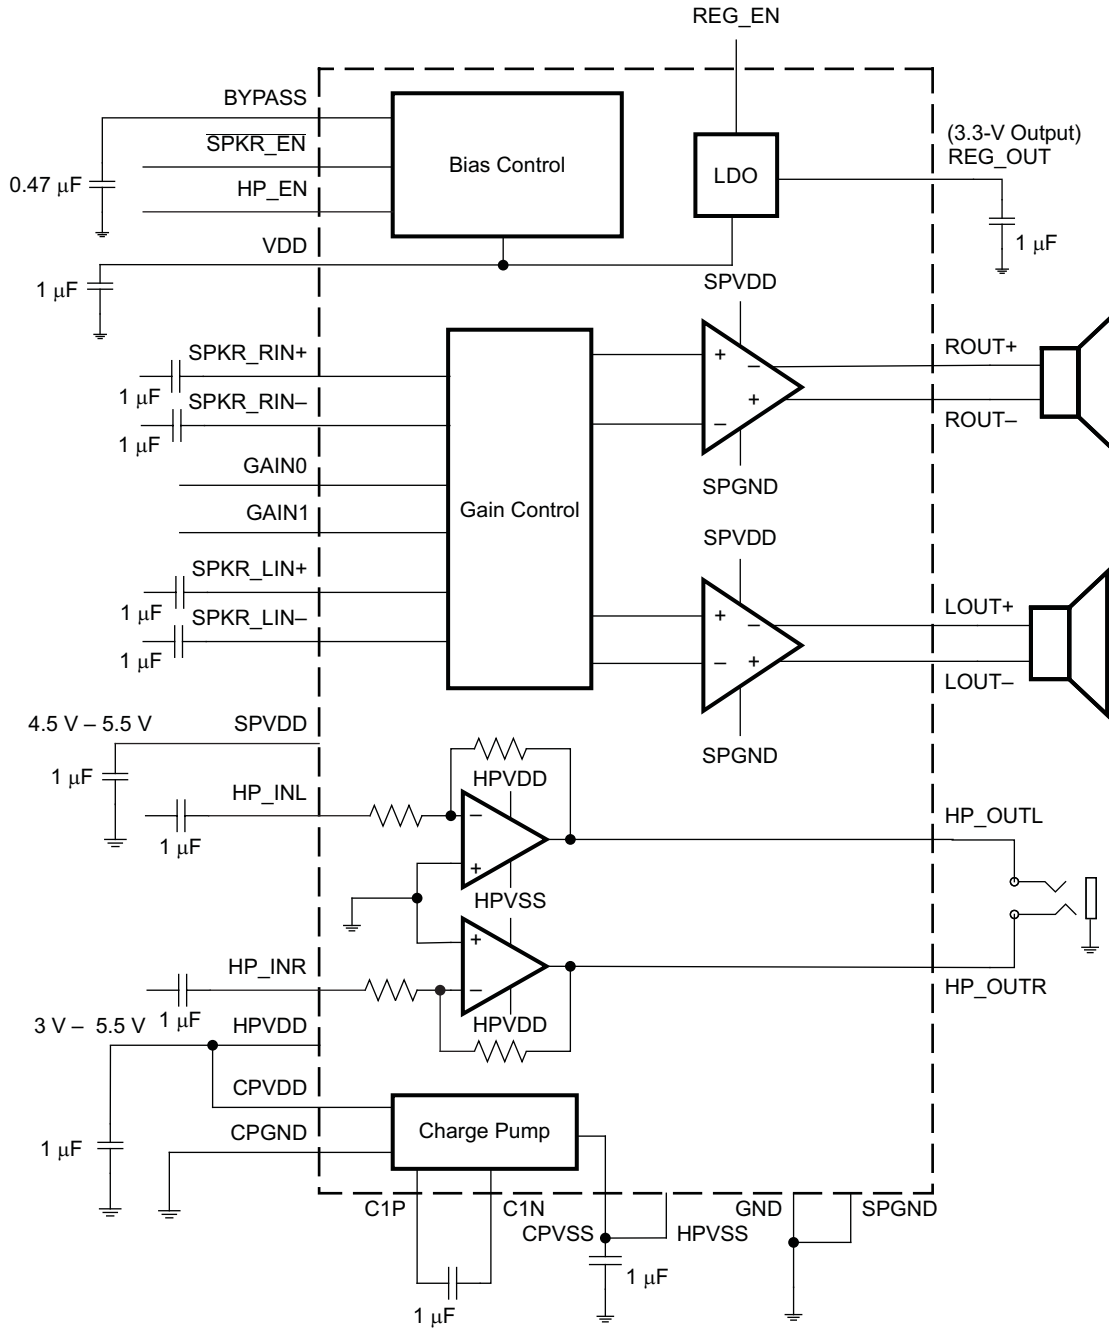 REG_EN
BYPASS
SPKR_EN
HP_EN
VDD
0.47 µF
1 µF
Bias Control
LDO
(3.3-V Output)
REG_OUT
1 µF
SPKR_RIN+
1 µF
SPKR_RIN–
1 µF
GAIN0
GAIN1
SPKR_LIN+
1 µF
SPKR_LIN–
1 µF
Gain Control
SPVDD
+
–
–
+
SPGND
ROUT+
ROUT–
SPVDD
+
–
–
+
SPGND
LOUT+
LOUT–
4.5 V – 5.5 V
SPVDD
1 µF
HP_INL
1 µF
HPVDD
–
+
HPVSS
HP_OUTL
+
–
HPVDD
HP_OUTR
HP_INR
1 µF
3 V –  5.5 V
HPVDD
CPVDD
CPGND
1 µF
Charge Pump
C1P
C1N
1 µF
CPVSS
HPVSS
1 µF
GND
SPGND